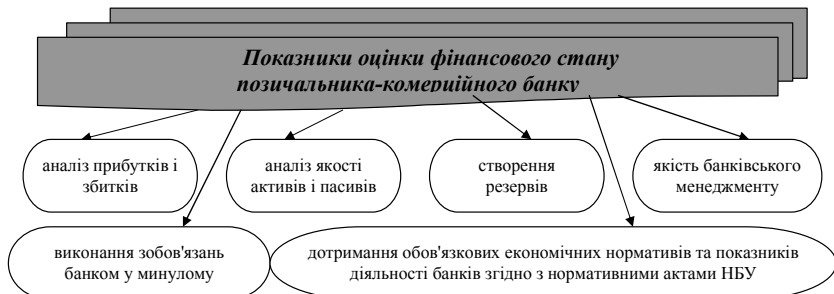 Показники оцінки фінансового стану
позичальника-комерційного банку
аналіз прибутків і
збитків
аналіз якості
активів і пасивів
створення
резервів
якість банківського
менеджменту
виконання зобов'язань
банком у минулому
дотримання обов'язкових економічних нормативів та показників
діяльності банків згідно з нормативними актами НБУ